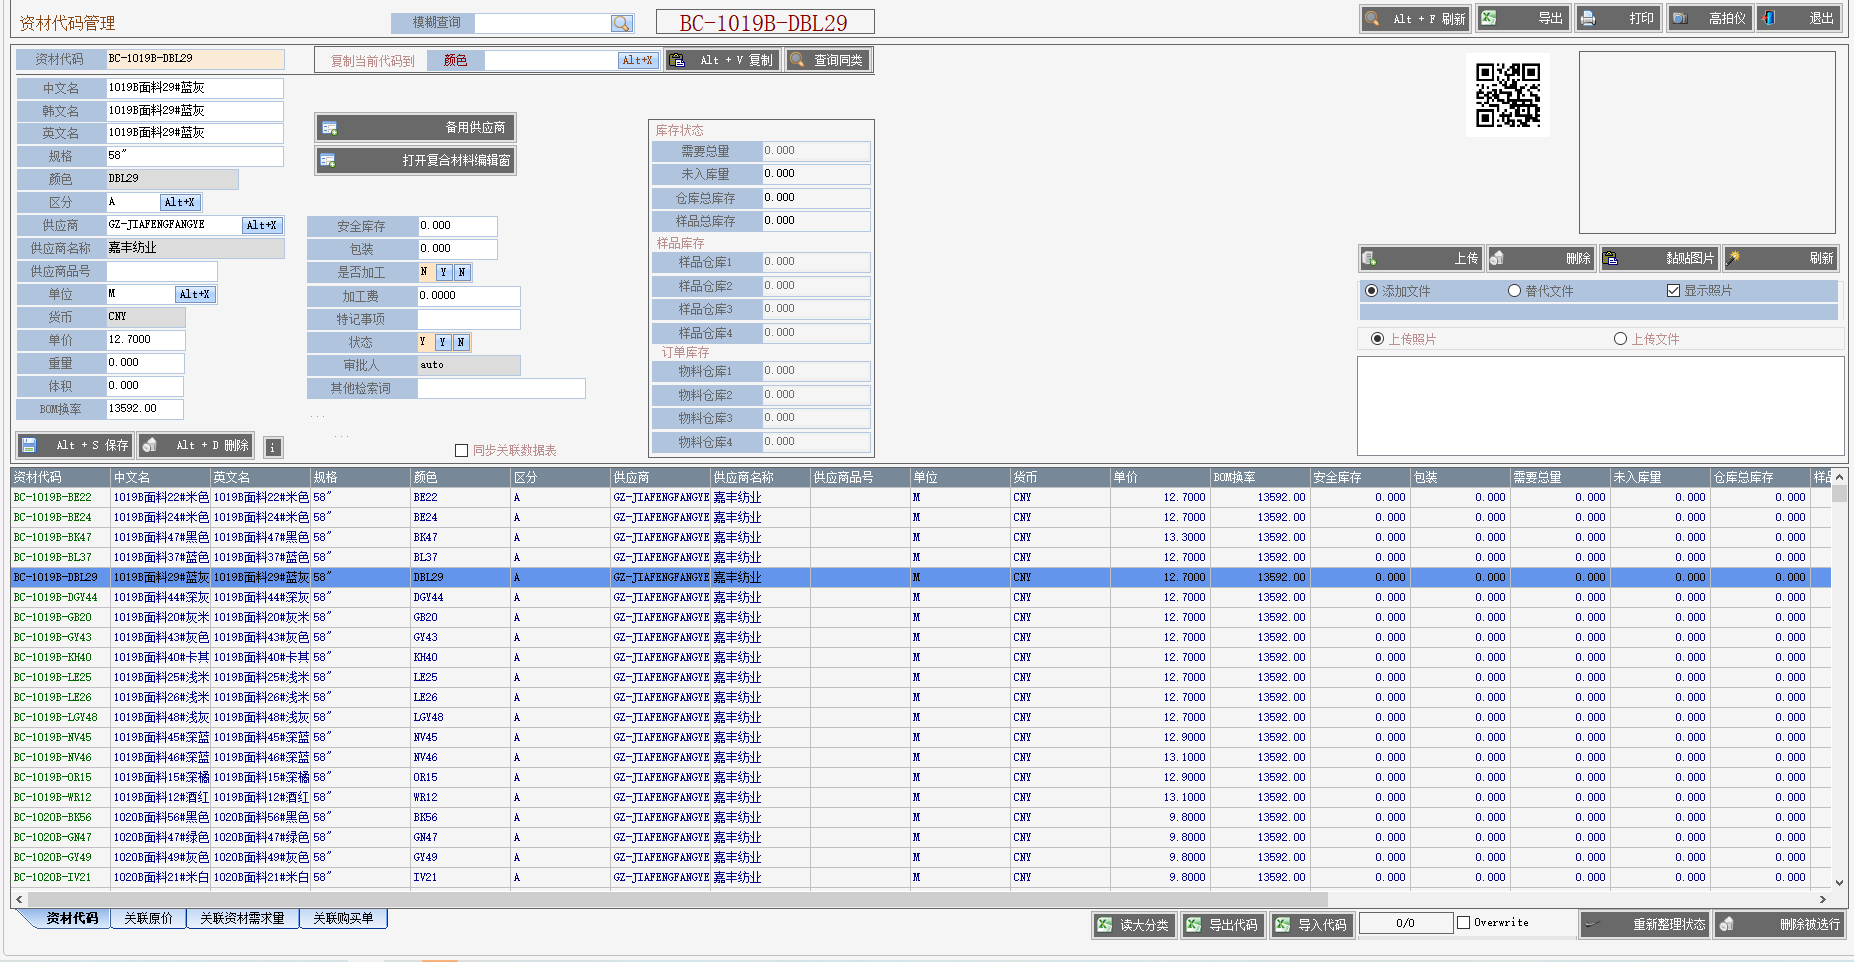 资材代码管理 模糊查询 BC-1019B-DBL29 Alt + F 刷新 导出 打印 高拍仪 退出
资材代码 BC-1019B-DBL29 复制当前代码到 颜色 Alt+X Alt + V 复制 查询同类
中文名 1019B面料29#蓝灰
韩文名 1019B面料29#蓝灰
英文名 1019B面料29#蓝灰
规格 58”
颜色 DBL29
区分 A Alt+X
供应商 GZ-JIAFENGFANGYE Alt+X
供应商名称 嘉丰纺业
供应商品号
单位 M Alt+X
货币 CNY
单价 12.7000
重量 0.000
体积 0.000
BOM换率 13592.00
Alt + S 保存 Alt + D 删除 i
备用供应商
打开复合材料编辑窗
安全库存 0.000
包装 0.000
是否加工 N Y N
加工费 0.0000
特记事项
状态 Y Y N
审批人 auto
其他检索词
...
...
同步关联数据表
库存状态
需要总量 0.000
未入库量 0.000
仓库总库存 0.000
样品总库存 0.000
样品库存
样品仓库1 0.000
样品仓库2 0.000
样品仓库3 0.000
样品仓库4 0.000
订单库存
物料仓库1 0.000
物料仓库2 0.000
物料仓库3 0.000
物料仓库4 0.000
上传 删除 黏贴图片 刷新
添加文件 替代文件 显示照片
上传照片 上传文件
资材代码 中文名 英文名 规格 颜色 区分 供应商 供应商名称 供应商品号 单位 货币 单价 BOM换率 安全库存 包装 需要总量 未入库量 仓库总库存 样品
BC-1019B-BE22 1019B面料22#米色 1019B面料22#米色 58” BE22 A GZ-JIAFENGFANGYE 嘉丰纺业 M CNY 12.7000 13592.00 0.000 0.000 0.000 0.000 0.000
BC-1019B-BE24 1019B面料24#米色 1019B面料24#米色 58” BE24 A GZ-JIAFENGFANGYE 嘉丰纺业 M CNY 12.7000 13592.00 0.000 0.000 0.000 0.000 0.000
BC-1019B-BK47 1019B面料47#黑色 1019B面料47#黑色 58” BK47 A GZ-JIAFENGFANGYE 嘉丰纺业 M CNY 13.3000 13592.00 0.000 0.000 0.000 0.000 0.000
BC-1019B-BL37 1019B面料37#蓝色 1019B面料37#蓝色 58” BL37 A GZ-JIAFENGFANGYE 嘉丰纺业 M CNY 12.7000 13592.00 0.000 0.000 0.000 0.000 0.000
BC-1019B-DBL29 1019B面料29#蓝灰 1019B面料29#蓝灰 58” DBL29 A GZ-JIAFENGFANGYE 嘉丰纺业 M CNY 12.7000 13592.00 0.000 0.000 0.000 0.000 0.000
BC-1019B-DGY44 1019B面料44#深灰 1019B面料44#深灰 58” DGY44 A GZ-JIAFENGFANGYE 嘉丰纺业 M CNY 12.7000 13592.00 0.000 0.000 0.000 0.000 0.000
BC-1019B-GB20 1019B面料20#灰米 1019B面料20#灰米 58” GB20 A GZ-JIAFENGFANGYE 嘉丰纺业 M CNY 12.7000 13592.00 0.000 0.000 0.000 0.000 0.000
BC-1019B-GY43 1019B面料43#灰色 1019B面料43#灰色 58” GY43 A GZ-JIAFENGFANGYE 嘉丰纺业 M CNY 12.7000 13592.00 0.000 0.000 0.000 0.000 0.000
BC-1019B-KH40 1019B面料40#卡其 1019B面料40#卡其 58” KH40 A GZ-JIAFENGFANGYE 嘉丰纺业 M CNY 12.7000 13592.00 0.000 0.000 0.000 0.000 0.000
BC-1019B-LE25 1019B面料25#浅米 1019B面料25#浅米 58” LE25 A GZ-JIAFENGFANGYE 嘉丰纺业 M CNY 12.7000 13592.00 0.000 0.000 0.000 0.000 0.000
BC-1019B-LE26 1019B面料26#浅米 1019B面料26#浅米 58” LE26 A GZ-JIAFENGFANGYE 嘉丰纺业 M CNY 12.7000 13592.00 0.000 0.000 0.000 0.000 0.000
BC-1019B-LGY48 1019B面料48#浅灰 1019B面料48#浅灰 58” LGY48 A GZ-JIAFENGFANGYE 嘉丰纺业 M CNY 12.7000 13592.00 0.000 0.000 0.000 0.000 0.000
BC-1019B-NV45 1019B面料45#深蓝 1019B面料45#深蓝 58” NV45 A GZ-JIAFENGFANGYE 嘉丰纺业 M CNY 12.9000 13592.00 0.000 0.000 0.000 0.000 0.000
BC-1019B-NV46 1019B面料46#深蓝 1019B面料46#深蓝 58” NV46 A GZ-JIAFENGFANGYE 嘉丰纺业 M CNY 13.1000 13592.00 0.000 0.000 0.000 0.000 0.000
BC-1019B-OR15 1019B面料15#深橘 1019B面料15#深橘 58” OR15 A GZ-JIAFENGFANGYE 嘉丰纺业 M CNY 12.9000 13592.00 0.000 0.000 0.000 0.000 0.000
BC-1019B-WR12 1019B面料12#酒红 1019B面料12#酒红 58” WR12 A GZ-JIAFENGFANGYE 嘉丰纺业 M CNY 13.1000 13592.00 0.000 0.000 0.000 0.000 0.000
BC-1020B-BK56 1020B面料56#黑色 1020B面料56#黑色 58” BK56 A GZ-JIAFENGFANGYE 嘉丰纺业 M CNY 9.8000 13592.00 0.000 0.000 0.000 0.000 0.000
BC-1020B-GN47 1020B面料47#绿色 1020B面料47#绿色 58” GN47 A GZ-JIAFENGFANGYE 嘉丰纺业 M CNY 9.8000 13592.00 0.000 0.000 0.000 0.000 0.000
BC-1020B-GY49 1020B面料49#灰色 1020B面料49#灰色 58” GY49 A GZ-JIAFENGFANGYE 嘉丰纺业 M CNY 9.8000 13592.00 0.000 0.000 0.000 0.000 0.000
BC-1020B-IV21 1020B面料21#米白 1020B面料21#米白 58” IV21 A GZ-JIAFENGFANGYE 嘉丰纺业 M CNY 9.8000 13592.00 0.000 0.000 0.000 0.000 0.000
资材代码 关联原价 关联资材需求量 关联购买单
读大分类 导出代码 导入代码 0/0 Overwrite 重新整理状态 删除被选行